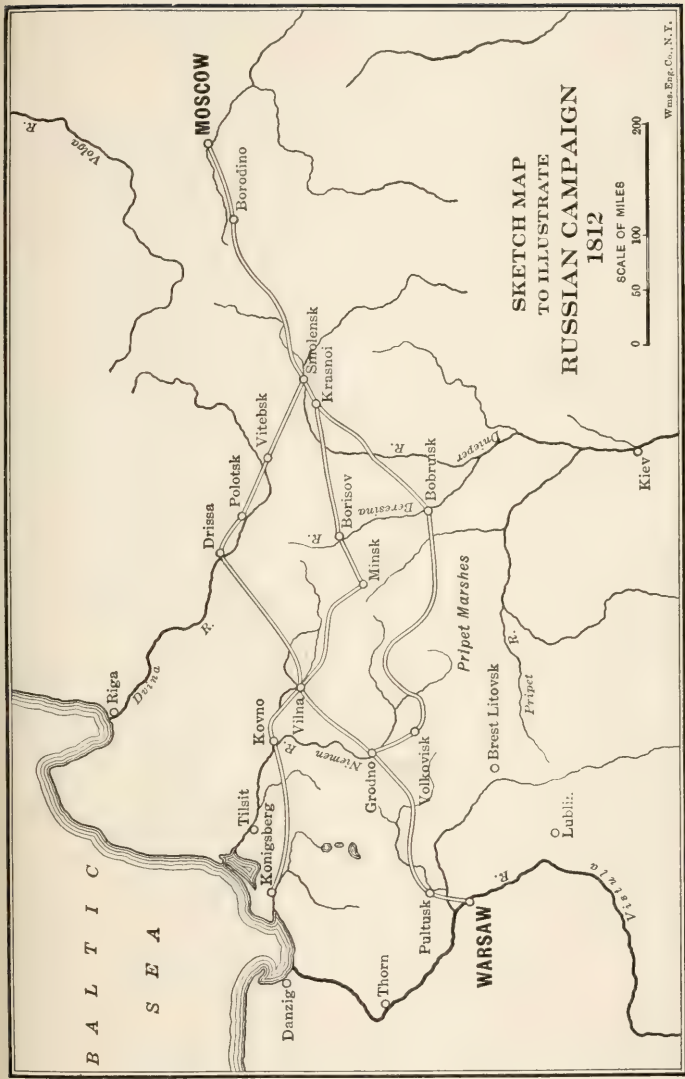 BALTIC
SEA
R.
Volga
MOSCOW
Borodino
Smolensk
Krasnoi
Vitebsk
Polotsk
Drissa
Riga
Dvina
R.
Borisov
R.
Beresina
Minsk
Bobruisk
R.
Dnieper
Kiev
Kovno
Vilna
R.
Niemen
Tilsit
Konigsberg
Grodno
Volkovisk
Pripet Marshes
Pripet
R.
Brest Litovsk
Lublin
Danzig
Thorn
Pultusk
WARSAW
R.
Vistula
SKETCH MAP
TO ILLUSTRATE
RUSSIAN CAMPAIGN
1812
SCALE OF MILES
0 50 100 200
Wms. Eng. Co., N.Y.